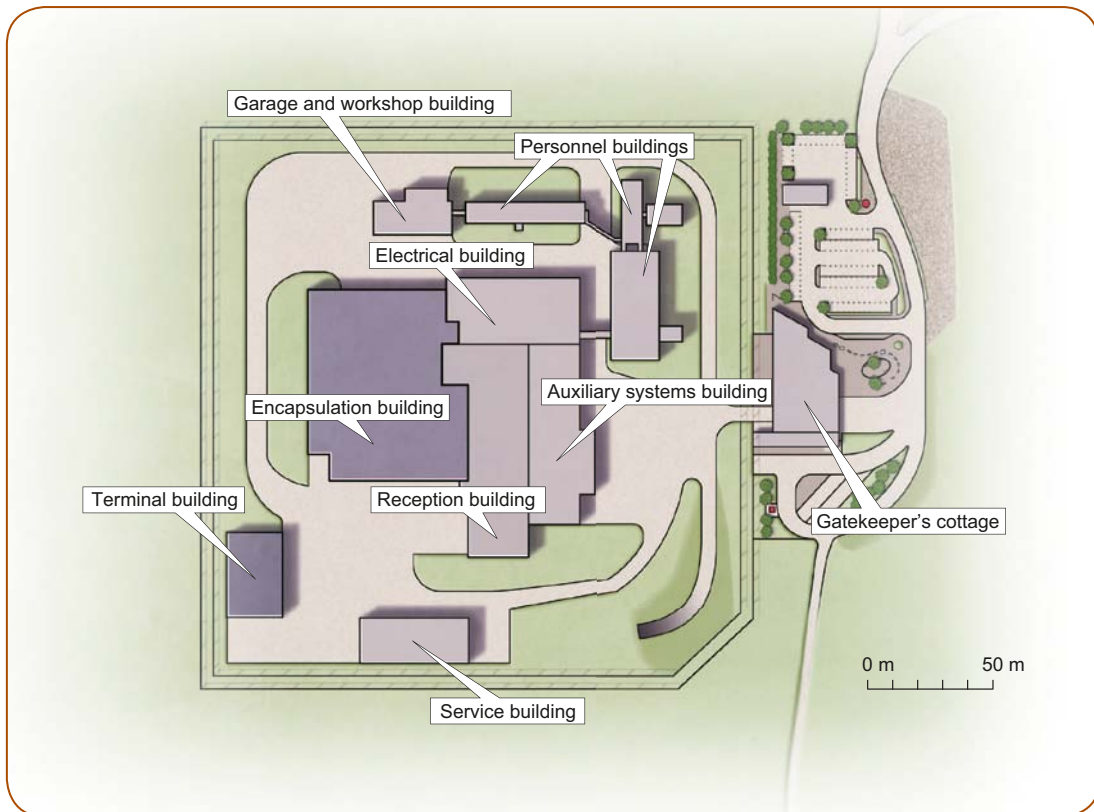 Garage and workshop building
Personnel buildings
Electrical building
Encapsulation building
Auxiliary systems building
Terminal building
Reception building
Gatekeeper's cottage
0 m 50 m
Service building